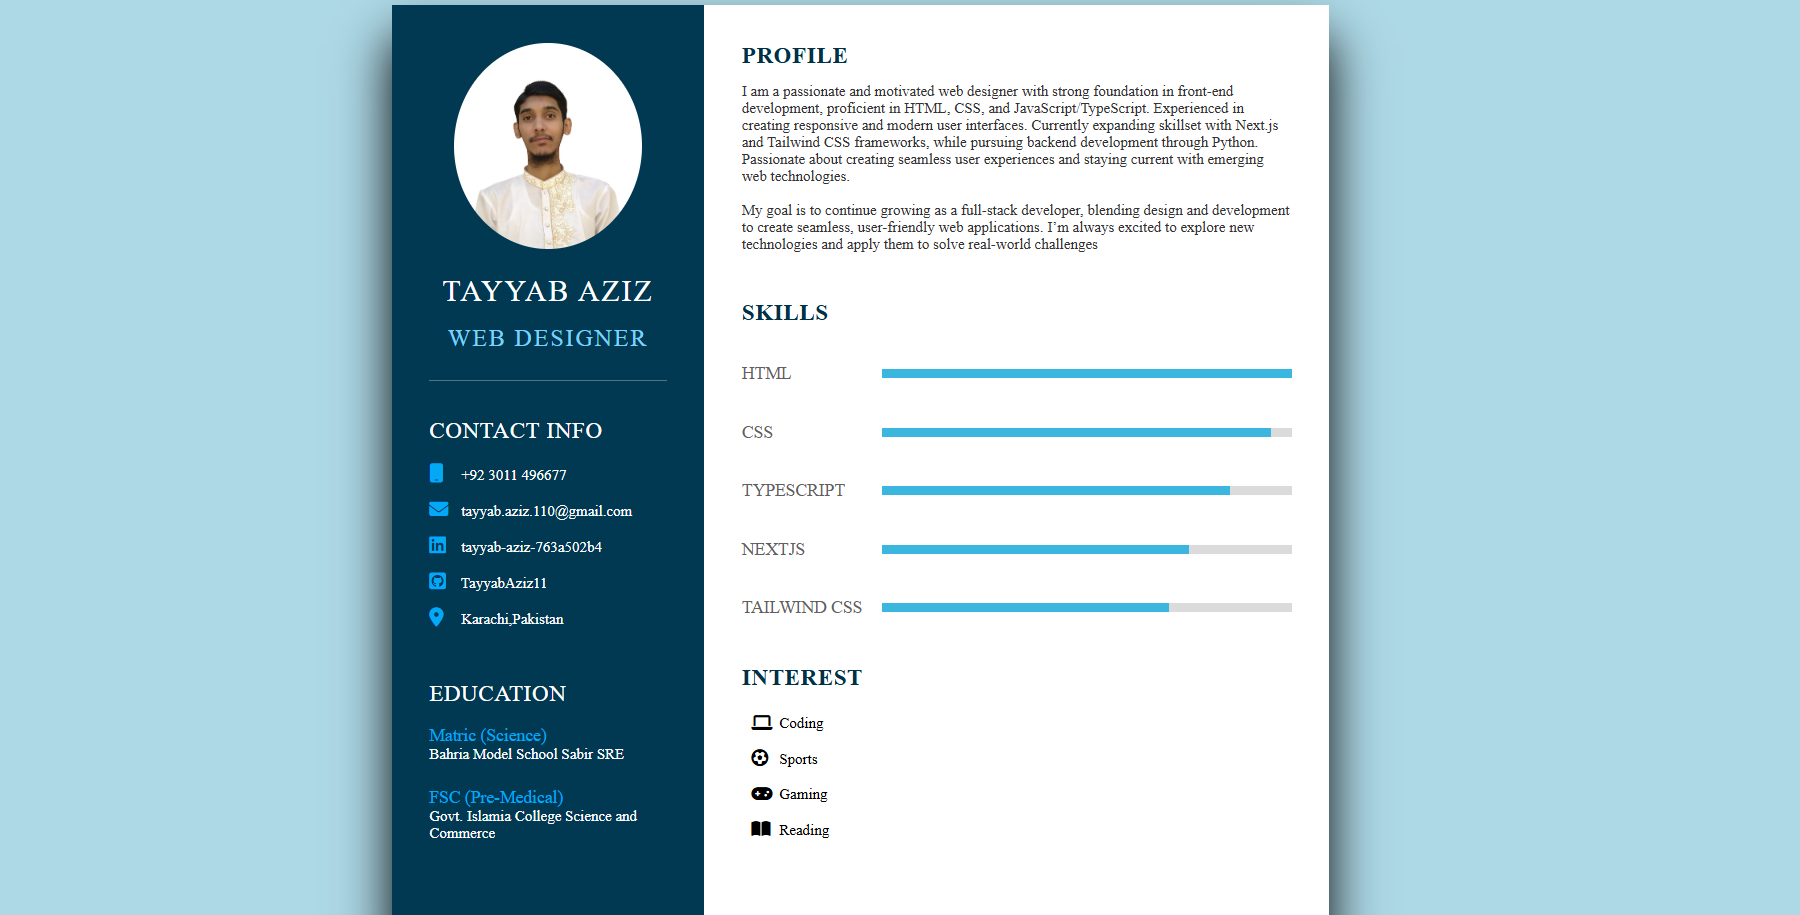 TAYYAB AZIZ
WEB DESIGNER
CONTACT INFO
+92 3011 496677
tayyab.aziz.110@gmail.com
tayyab-aziz-763a502b4
TayyabAziz11
Karachi,Pakistan
EDUCATION
Matric (Science)
Bahria Model School Sabir SRE
FSC (Pre-Medical)
Govt. Islamia College Science and
Commerce
PROFILE
I am a passionate and motivated web designer with strong foundation in front-end
development, proficient in HTML, CSS, and JavaScript/TypeScript. Experienced in
creating responsive and modern user interfaces. Currently expanding skillset with Next.js
and Tailwind CSS frameworks, while pursuing backend development through Python.
Passionate about creating seamless user experiences and staying current with emerging
web technologies.
My goal is to continue growing as a full-stack developer, blending design and development
to create seamless, user-friendly web applications. I’m always excited to explore new
technologies and apply them to solve real-world challenges
SKILLS
HTML
CSS
TYPESCRIPT
NEXTJS
TAILWIND CSS
INTEREST
Coding
Sports
Gaming
Reading